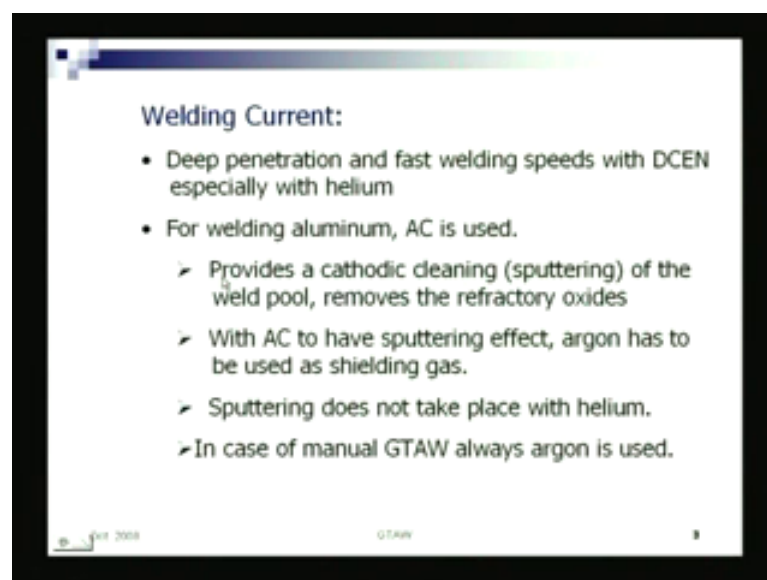 Welding Current:
• Deep penetration and fast welding speeds with DCEN
especially with helium
• For welding aluminum, AC is used.
➢ Provides a cathodic cleaning (sputtering) of the
weld pool, removes the refractory oxides
➢ With AC to have sputtering effect, argon has to
be used as shielding gas.
➢ Sputtering does not take place with helium.
➢In case of manual GTAW always argon is used.
2008 GTAW